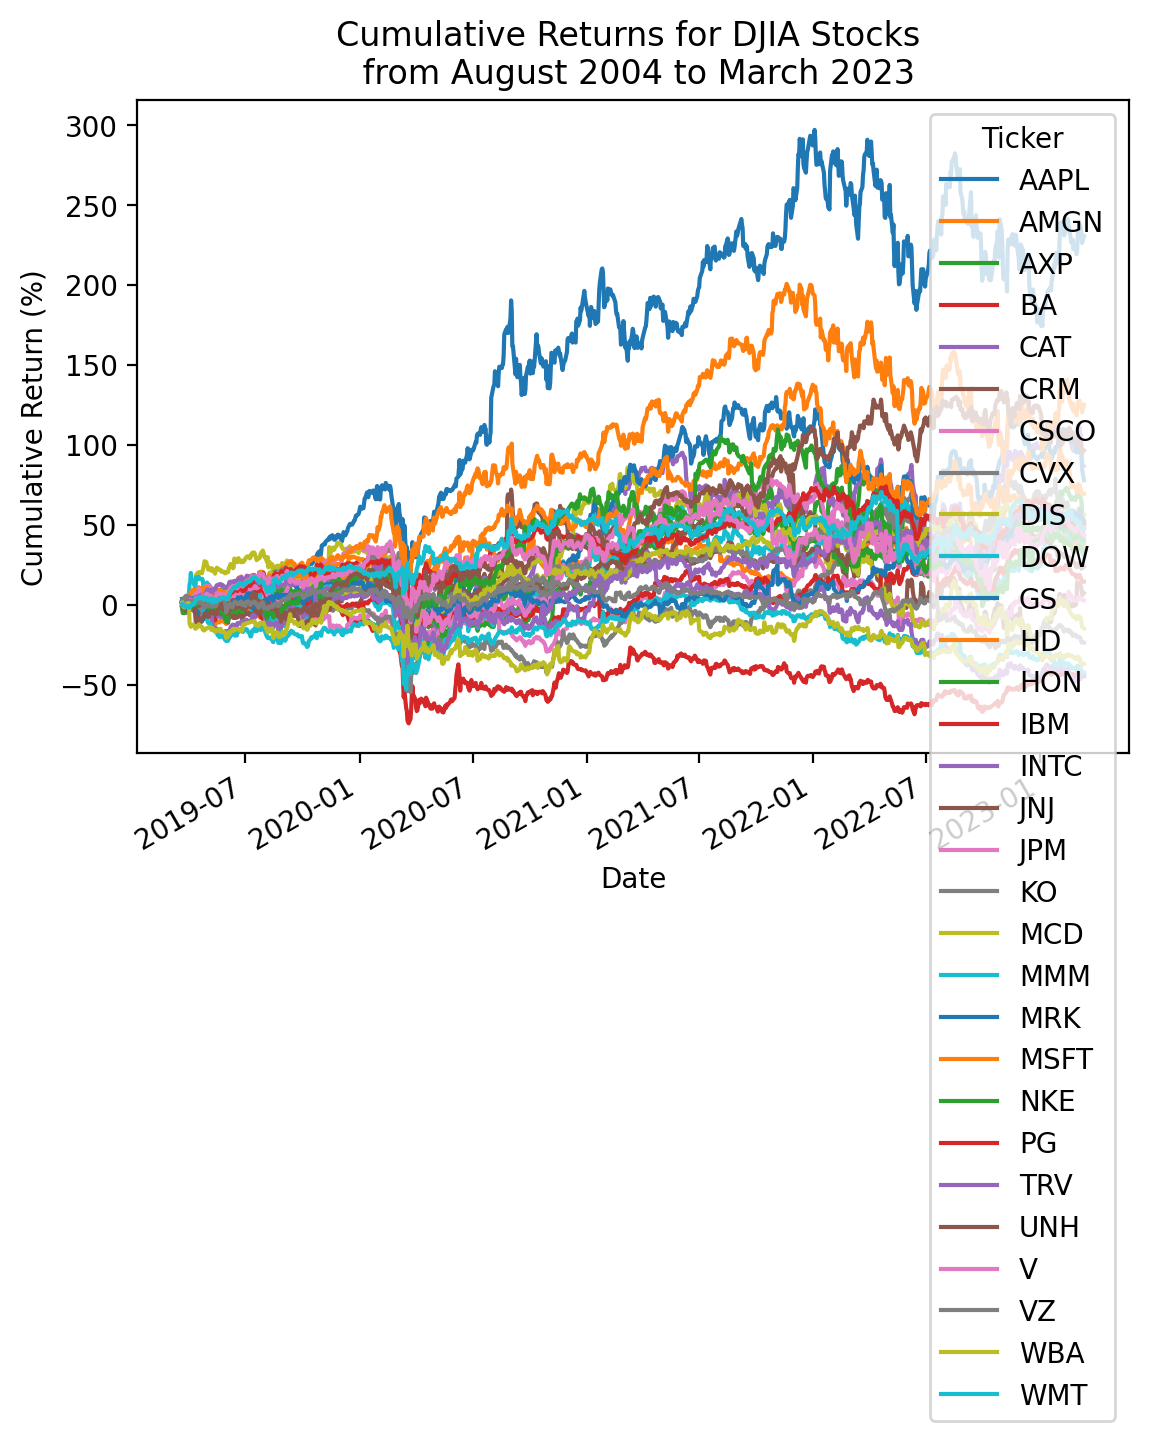 Cumulative Returns for DJIA Stocks
from August 2004 to March 2023
Cumulative Return (%)
300
250
200
150
100
50
0
−50
2019-07
2020-01
2020-07
2021-01
2021-07
2022-01
2022-07
2023-01
Date
Ticker
AAPL
AMGN
AXP
BA
CAT
CRM
CSCO
CVX
DIS
DOW
GS
HD
HON
IBM
INTC
JNJ
JPM
KO
MCD
MMM
MRK
MSFT
NKE
PG
TRV
UNH
V
VZ
WBA
WMT